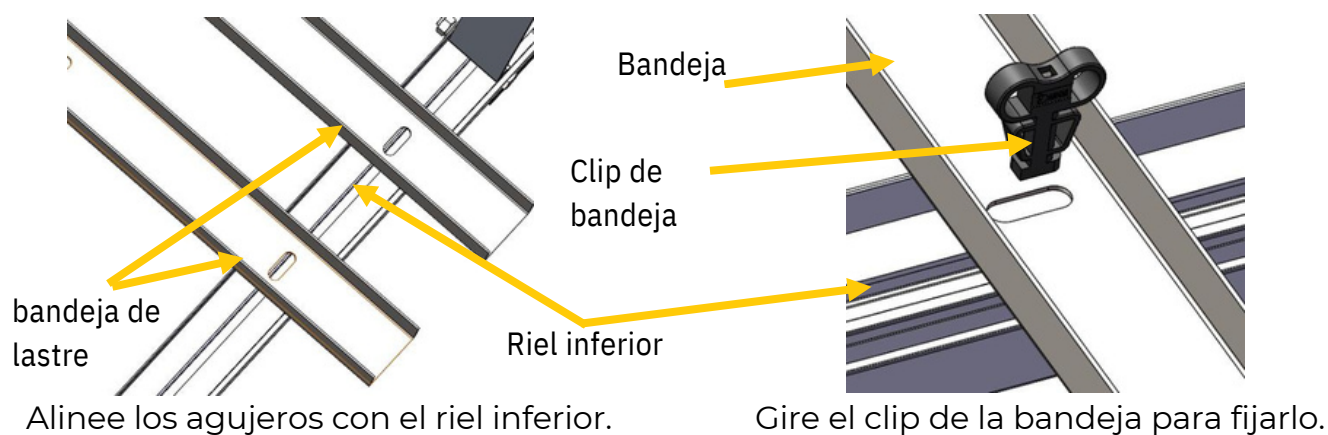 Bandeja
Clip de
bandeja
bandeja de
lastre
Riel inferior
Alinee los agujeros con el riel inferior.
Gire el clip de la bandeja para fijarlo.